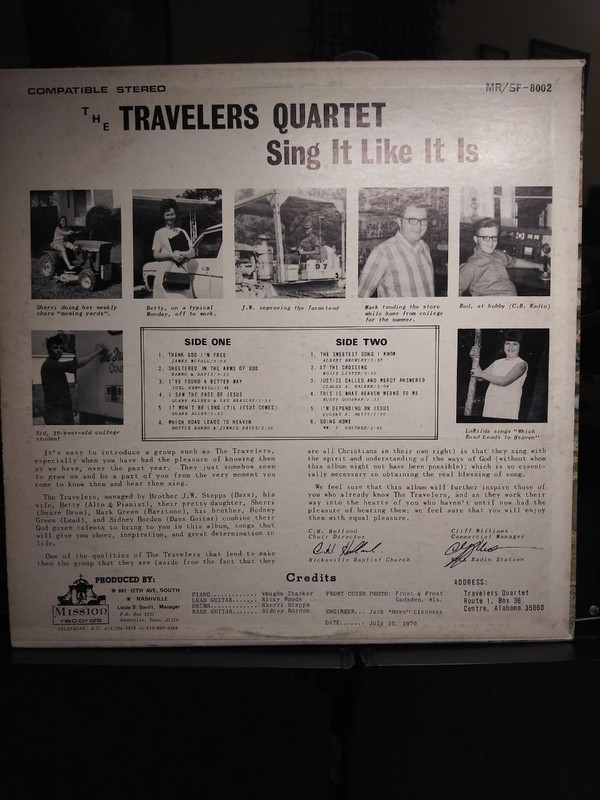 COMPATIBLE STEREO
MR/SF-8002
THE TRAVELERS QUARTET
Sing It Like It Is
Sherri doing her weekly
chore "mowing yards".
Betty, on a typical
Monday, off to work.
J.W. improving the farmstead
Mark tending the store
while home from college
for the summer.
Rod, at hobby (C.B. Radio)
Sid, -year-old college
student
SIDE ONE
1. THANK GOD I'M FREE
2. SHELTERED IN THE ARMS OF GOD
3. I'VE FOUND A BETTER WAY
4. I SAW THE FACE OF JESUS
5. IT WON'T BE LONG (TIL JESUS COMES)
6. WHICH ROAD LEADS TO HEAVEN
SIDE TWO
1. THE SWEETEST SONG I KNOW
2. AT THE CROSSING
3. JUSTICE CALLED AND MERCY ANSWERED
4. THIS IS WHAT HEAVEN MEANS TO ME
5. I'M DEPENDING ON JESUS
6. GOING HOME
LaRilda sings "Which
Road Leads to Heaven"
It's easy to introduce a group such as The Travelers,
especially when you have had the pleasure of knowing them
as we have, over the past year. They just somehow seem
to grow on and be a part of you from the very moment you
come to know them and hear them sing.
The Travelers, managed by Brother J.W. Stepps (Bass), his
wife, Betty (Alto & Pianist), their pretty daughter, Sherri
(Snare Drum), Mark Green (Baritone), his brother, Rodney
Green (Lead), and Sidney Borden (Bass Guitar) combine their
God given talents to bring to you in this album, songs that
will give you cheer, inspiration, and great determination in
life.
One of the qualities of The Travelers that tend to make
them the group that they are (aside from the fact that they
are all Christians in their own right) is that they sing with
the spirit and understanding of the ways of God (without whom
this album might not have been possible); which is so essent-
ially necessary in obtaining the real blessing of song.
We feel sure that this album will further inspire those of
you who already know The Travelers, and as they work their
way into the hearts of you who haven't until now had the
pleasure of hearing them; we feel sure that you will enjoy
them with equal pleasure.
C.H. Holland
Choir Director
Hicksville Baptist Church
Cliff Williams
Commercial Manager
Radio Station
PRODUCED BY:
MISSION
records
★ 881 12TH AVE. SOUTH
★ NASHVILLE
Louie R. Swift, Manager
Credits
PIANO Vaughn Thacker
LEAD GUITAR Nicky Woods
DRUMS Sherri Stepps
BASS GUITAR Sidney Borden
FRONT COVER PHOTO: Frost & Frost
Gadsden, Ala.
ENGINEER... Jack "Hoss" Linneman
DATE....... July 22, 1970
ADDRESS:
Travelers Quartet
Route 1, Box 36
Centre, Alabama 35960